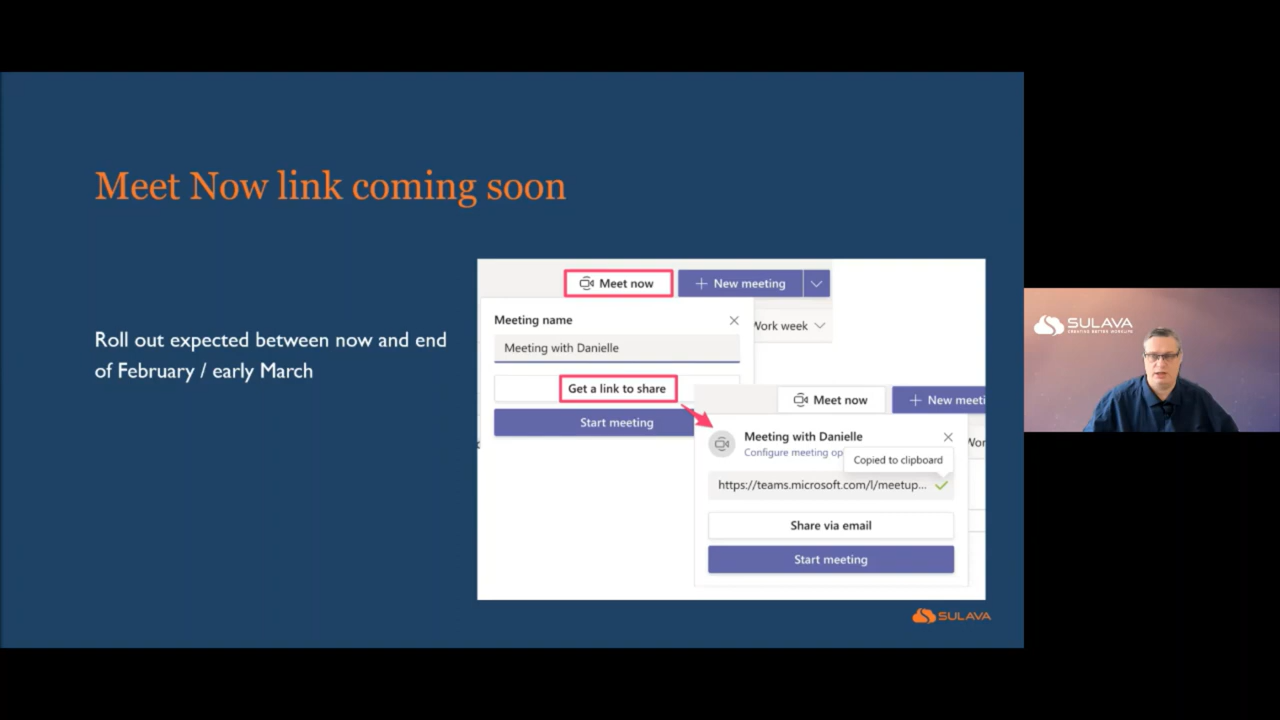 Meet Now link coming soon
Roll out expected between now and end
of February / early March
Meet now
New meeting
Meeting name
Work week
Meeting with Danielle
Get a link to share
Start meeting
Meet now
New meeti
Meeting with Danielle
Configure meeting op
Copied to clipboard
Wor
https://teams.microsoft.com/l/meetup...
Share via email
Start meeting
SULAVA
SULAVA